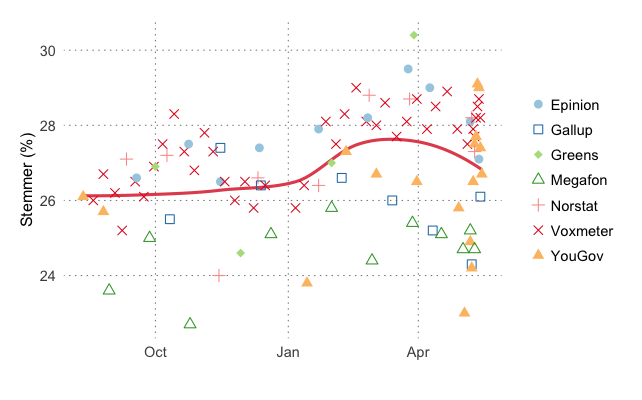 30
28
26
24
Stemmer (%)
Oct Jan Apr
Epinion
Gallup
Greens
Megafon
Norstat
Voxmeter
YouGov